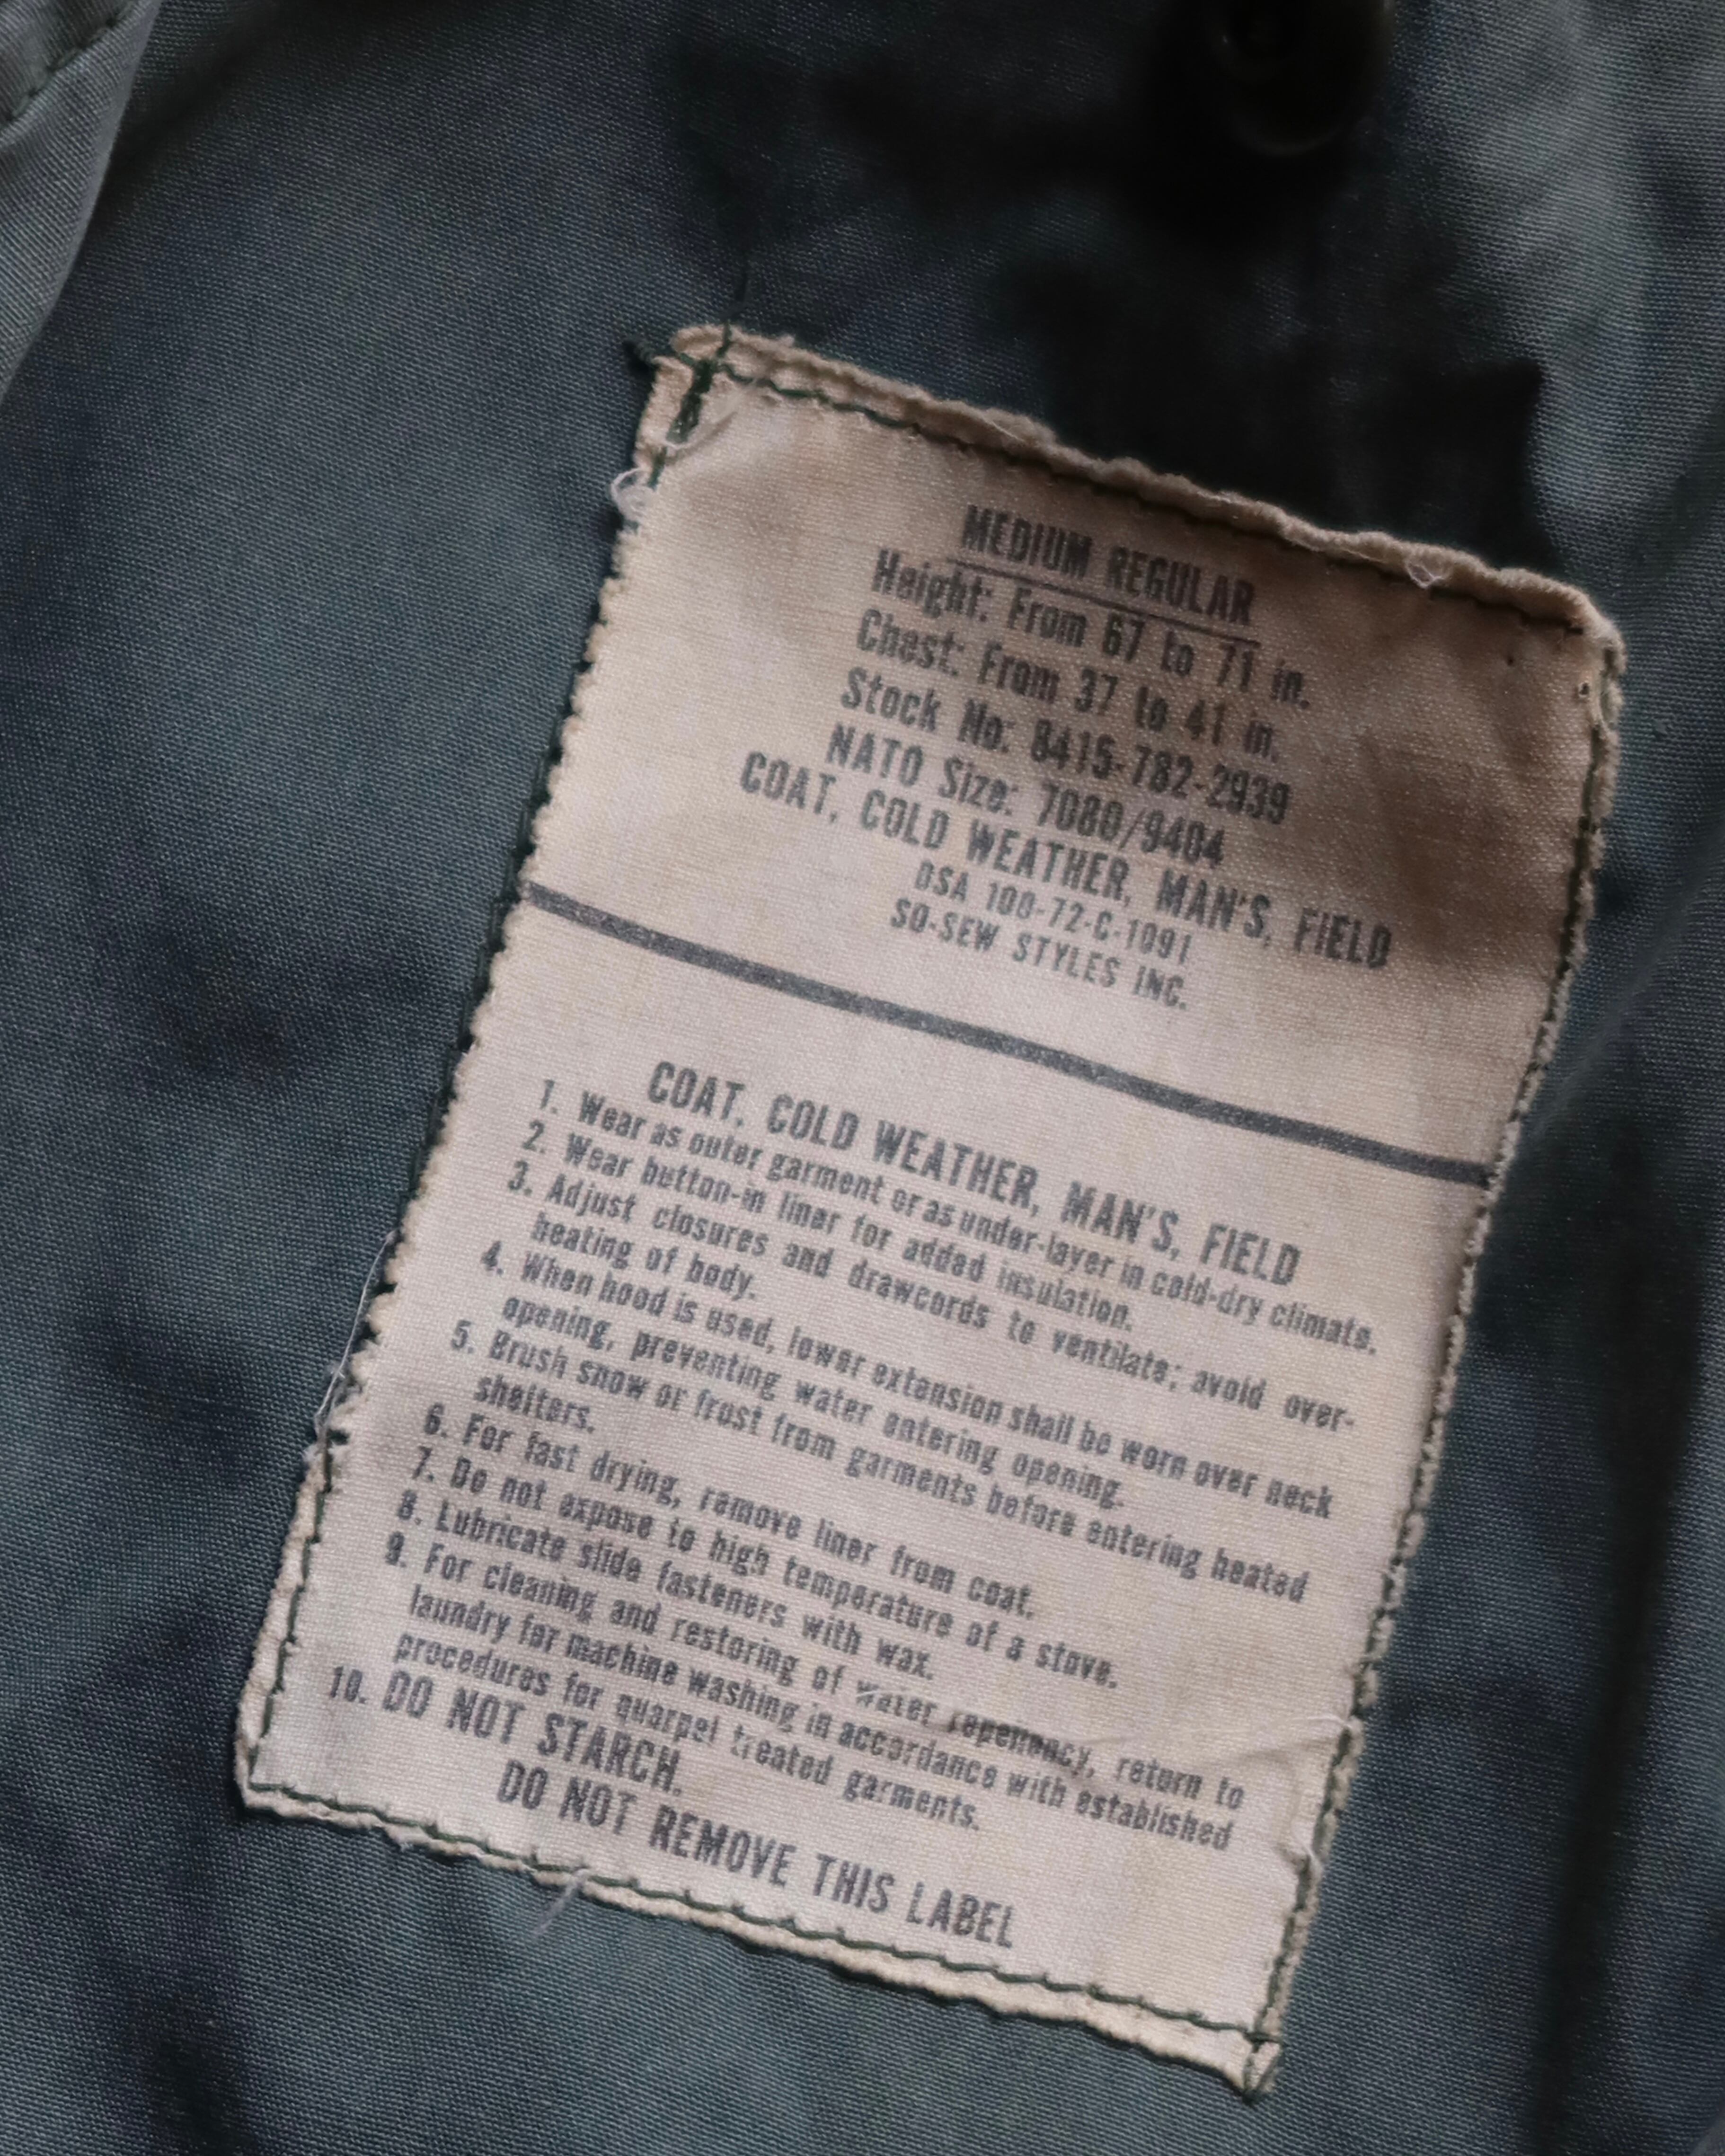 MEDIUM REGULAR
Height: From 67 to 71 in.
Chest: From 37 to 41 in.
Stock No: 8415-782-2939
NATO Size: 7080/9404
COAT, COLD WEATHER, MAN'S, FIELD
DSA 100-72-C-1091
SO-SEW STYLES INC.
COAT, COLD WEATHER, MAN'S, FIELD
1. Wear as outer garment or as under-layer in cold-dry climate.
2. Wear button-in liner for added insulation.
3. Adjust closures and drawcords to ventilate; avoid over-
heating of body.
4. When hood is used, lower extension shall be worn over neck
opening, preventing water entering opening.
5. Brush snow or frost from garments before entering heated
shelters.
6. For fast drying, remove liner from coat.
7. Do not expose to high temperature of a stove.
8. Lubricate slide fasteners with wax.
9. For cleaning and restoring of water repellency, return to
laundry for machine washing in accordance with established
procedures for quarpel treated garments.
10. DO NOT STARCH.
DO NOT REMOVE THIS LABEL